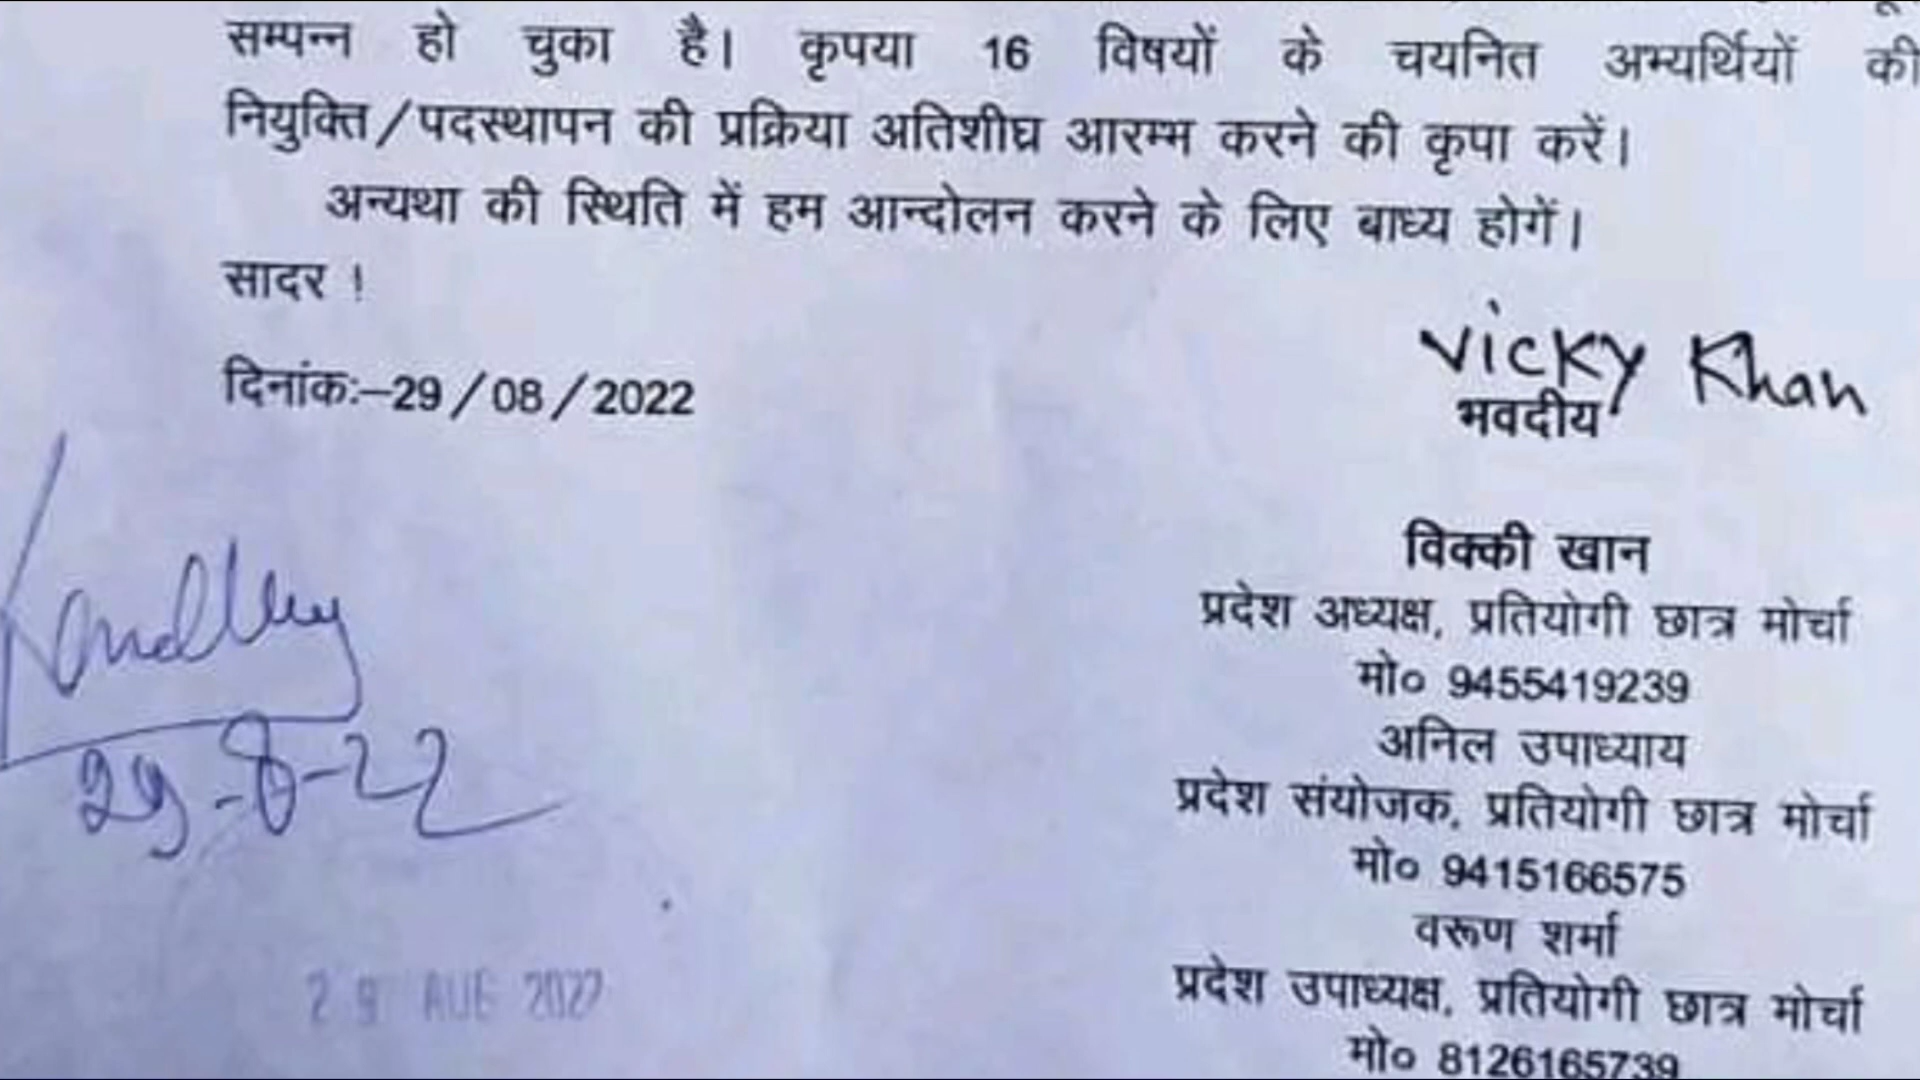 सम्पन्न हो चुका है। कृपया 16 विषयों के चयनित अभ्यर्थियों की
नियुक्ति/पदस्थापन की प्रक्रिया अतिशीघ्र आरम्भ करने की कृपा करें।
अन्यथा की स्थिति में हम आन्दोलन करने के लिए बाध्य होगें।
सादर !
दिनांकः–29/08/2022
Vicky Khan
भवदीय
विक्की खान
प्रदेश अध्यक्ष, प्रतियोगी छात्र मोर्चा
मो० 9455419239
अनिल उपाध्याय
प्रदेश संयोजक, प्रतियोगी छात्र मोर्चा
मो० 9415166575
वरूण शर्मा
प्रदेश उपाध्यक्ष, प्रतियोगी छात्र मोर्चा
मो० 8126165739
29-8-22
29 AUG 2022